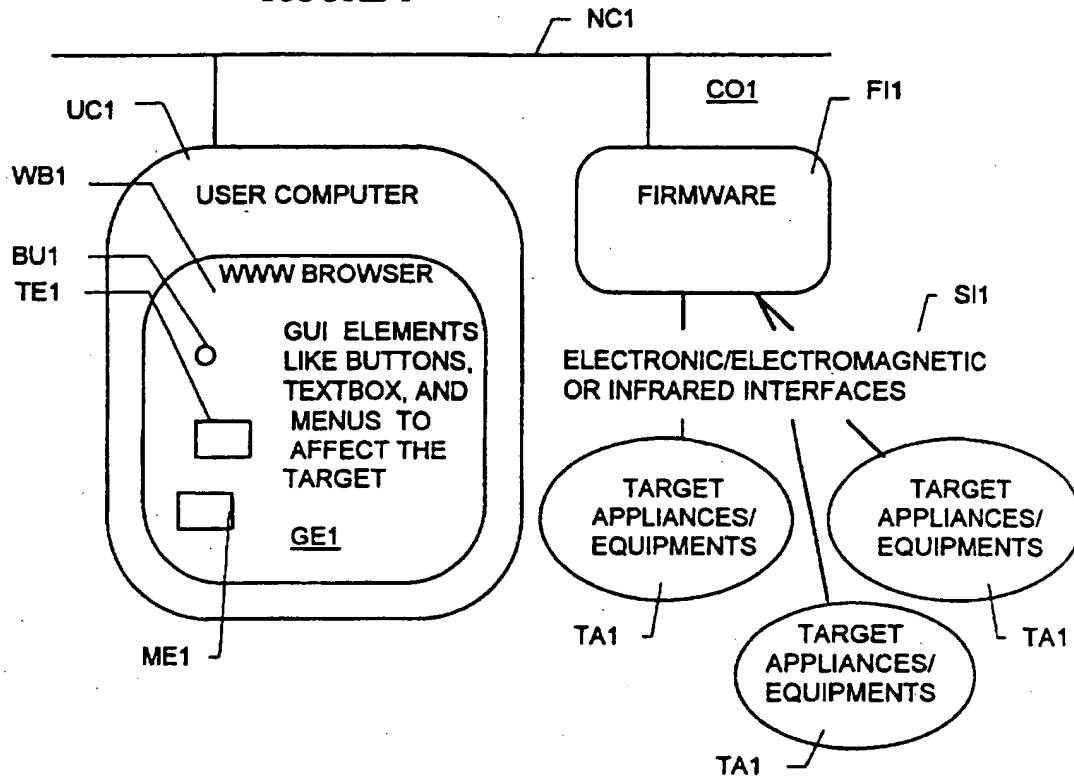 NC1
CO1
FI1
UC1
WB1
USER COMPUTER
FIRMWARE
BU1
WWW BROWSER
TE1
SI1
GUI ELEMENTS
LIKE BUTTONS,
TEXTBOX, AND
MENUS TO
AFFECT THE
TARGET
ELECTRONIC/ELECTROMAGNETIC
OR INFRARED INTERFACES
GE1
TARGET
APPLIANCES/
EQUIPMENTS
TARGET
APPLIANCES/
EQUIPMENTS
TA1
TA1
ME1
TARGET
APPLIANCES/
EQUIPMENTS
TA1